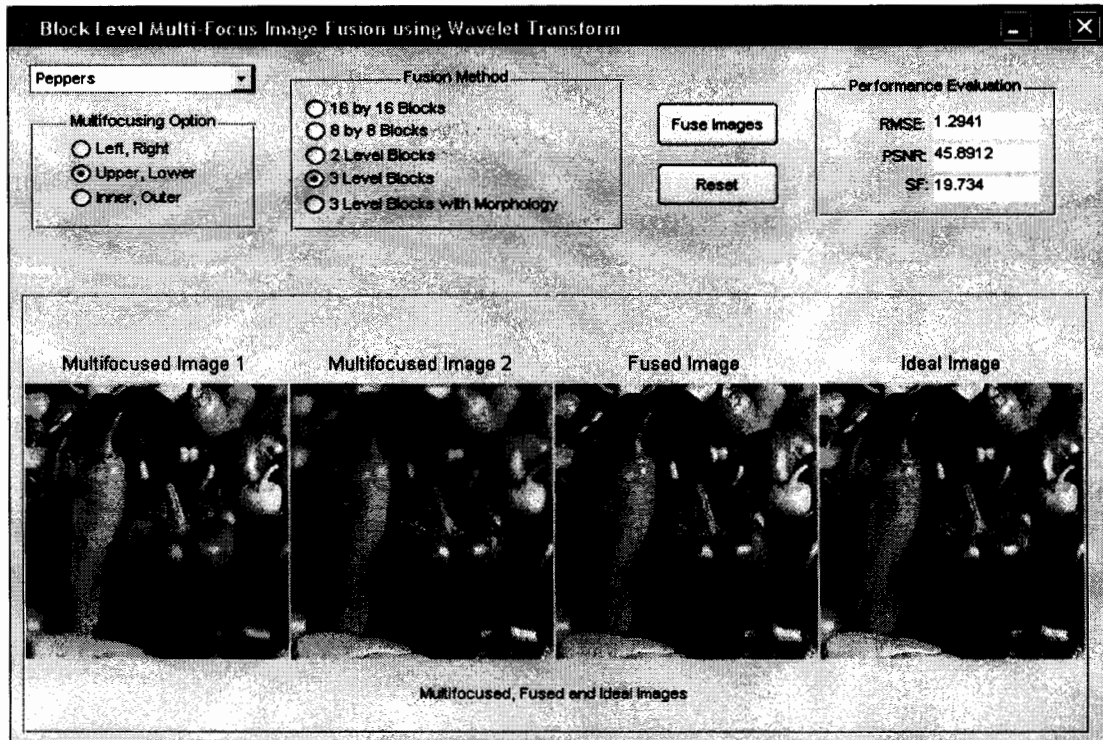 Block Level Multi-Focus Image Fusion using Wavelet Transform
Peppers
Multifocusing Option
Left, Right
Upper, Lower
Inner, Outer
Fusion Method
16 by 16 Blocks
8 by 8 Blocks
2 Level Blocks
3 Level Blocks
3 Level Blocks with Morphology
Fuse Images
Reset
Performance Evaluation
RMSE: 1.2941
PSNR: 45.8912
SF: 19.734
Multifocused Image 1
Multifocused Image 2
Fused Image
Ideal Image
Multifocused, Fused and Ideal Images